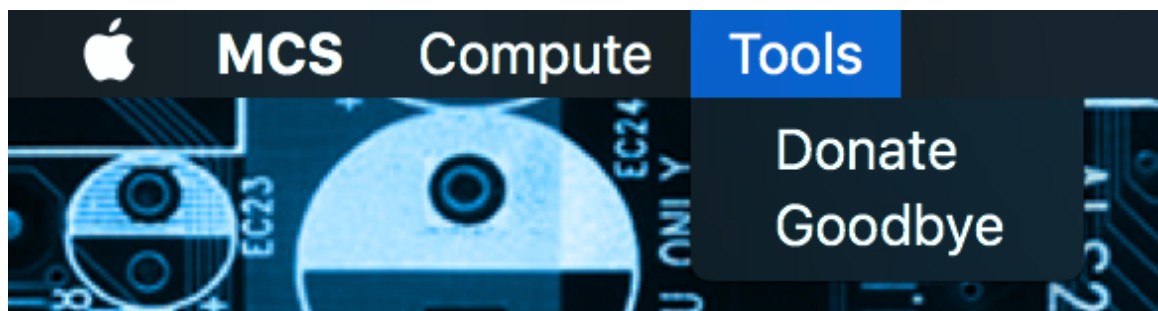 MCS Compute Tools
Donate
Goodbye
EC23
EC24
U ONLY